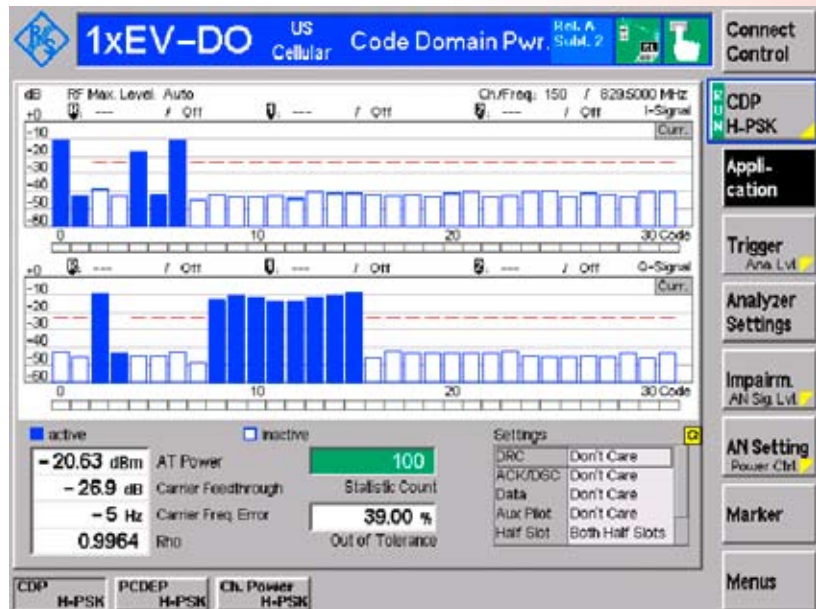 R&S
1xEV-DO
US Cellular
Code Domain Pwr.
Rel. A
Subt. 2
Connect Control
dB RF Max. Level: Auto Ch/Freq.: 150 / 829.5000 MHz
+0 --- / Off --- / Off --- / Off I-Signal
Curr.
-10
-20
-30
-40
-50
-60
0 10 20 30 Code
+0 --- / Off --- / Off --- / Off Q-Signal
Curr.
-10
-20
-30
-40
-50
-60
0 10 20 30 Code
active inactive
-20.63 dBm AT Power
-26.9 dB Carrier Feedthrough
-5 Hz Carrier Freq. Error
0.9964 Rho
100
Statistic Count
39.00 %
Out of Tolerance
Settings
DRC Don't Care
ACK/DSC Don't Care
Data Don't Care
Aux Pilot Don't Care
Half Slot Both Half Slots
CDP H-PSK
PCDEP H-PSK
Ch. Power H-PSK
RUN
CDP H-PSK
Appli-
cation
Trigger
Ana. Lvl.
Analyzer
Settings
Impairm.
AN Sig. Lvl.
AN Setting
Power Ctrl.
Marker
Menus